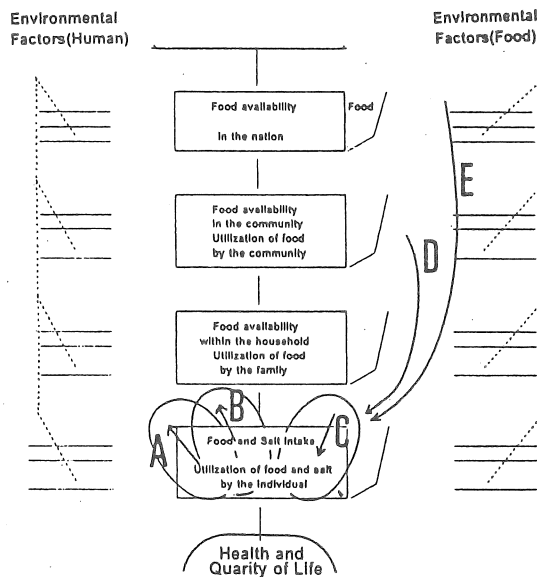 Environmental
Factors(Human)
Environmental
Factors(Food)
Food availability
In the nation
Food
Food availability
In the community
Utilization of food
by the community
Food availability
within the household
Utilization of food
by the family
Food and Salt Intake
Utilization of food and salt
by the individual
A
B
C
D
E
Health and
Quarity of Life